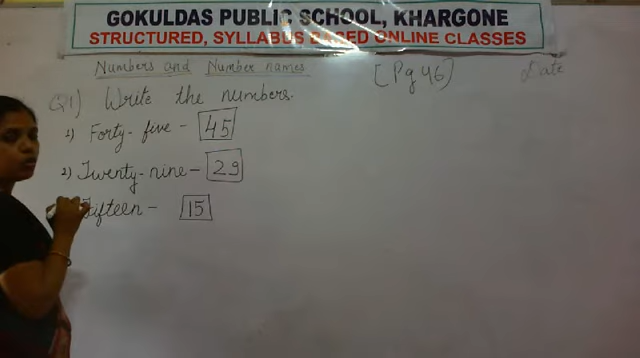 GOKULDAS PUBLIC SCHOOL, KHARGONE
STRUCTURED, SYLLABUS BASED ONLINE CLASSES
Numbers and Number names [Pg 46) Date
Q1) Write the numbers.
1) Forty-five - 45
2) Twenty-nine - 29
Fifteen - 15